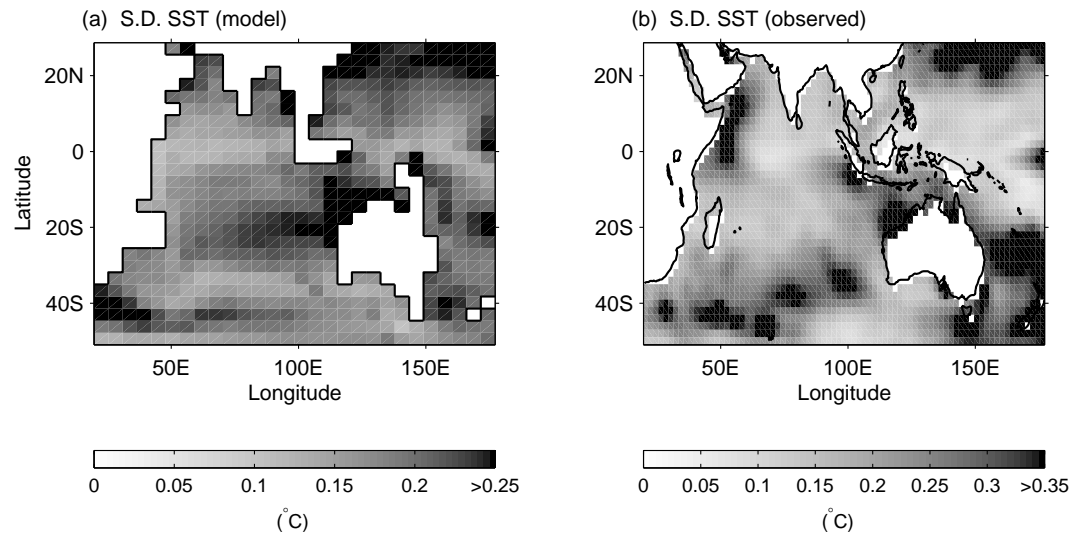 (a) S.D. SST (model)
20N
0
20S
40S
Latitude
50E 100E 150E
Longitude
0 0.05 0.1 0.15 0.2 >0.25
(°C)
(b) S.D. SST (observed)
20N
0
20S
40S
50E 100E 150E
Longitude
0 0.05 0.1 0.15 0.2 0.25 0.3 >0.35
(°C)